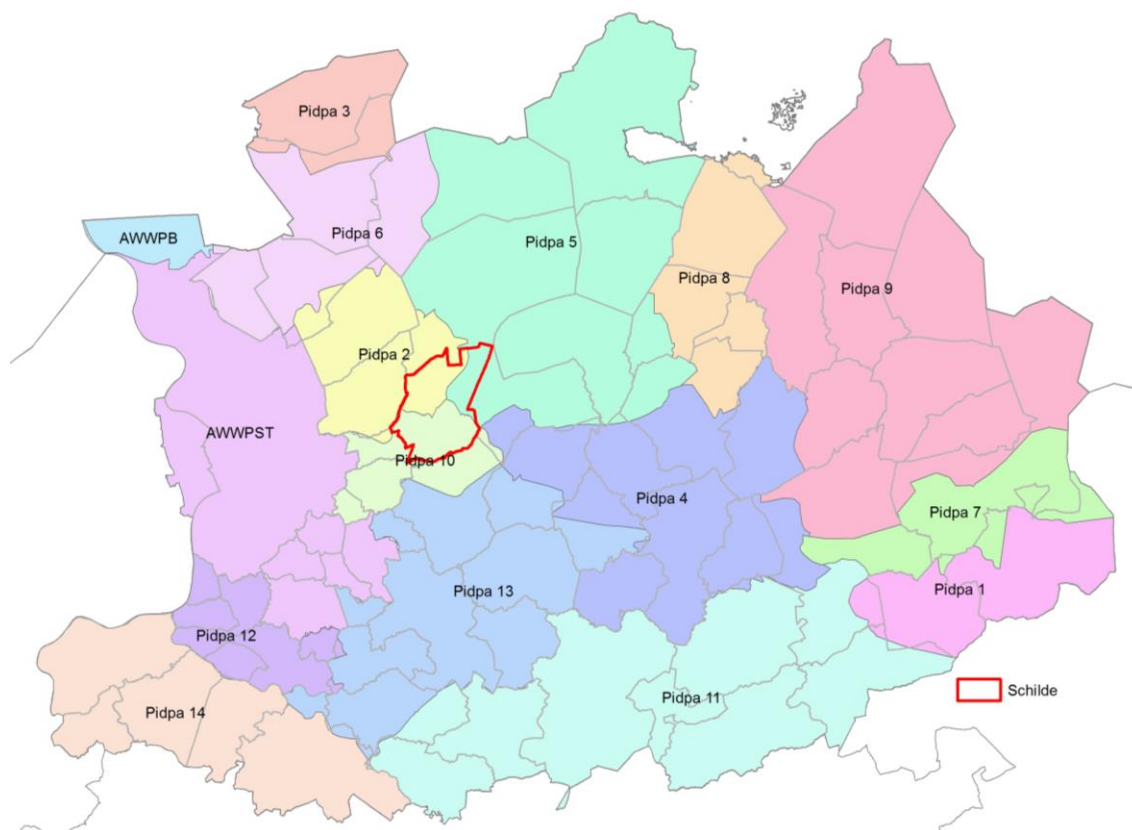 Pidpa 3
AWWPB
Pidpa 6
Pidpa 5
Pidpa 8
Pidpa 9
Pidpa 2
AWWPST
Pidpa 10
Pidpa 4
Pidpa 7
Pidpa 13
Pidpa 1
Pidpa 12
Pidpa 11
Schilde
Pidpa 14